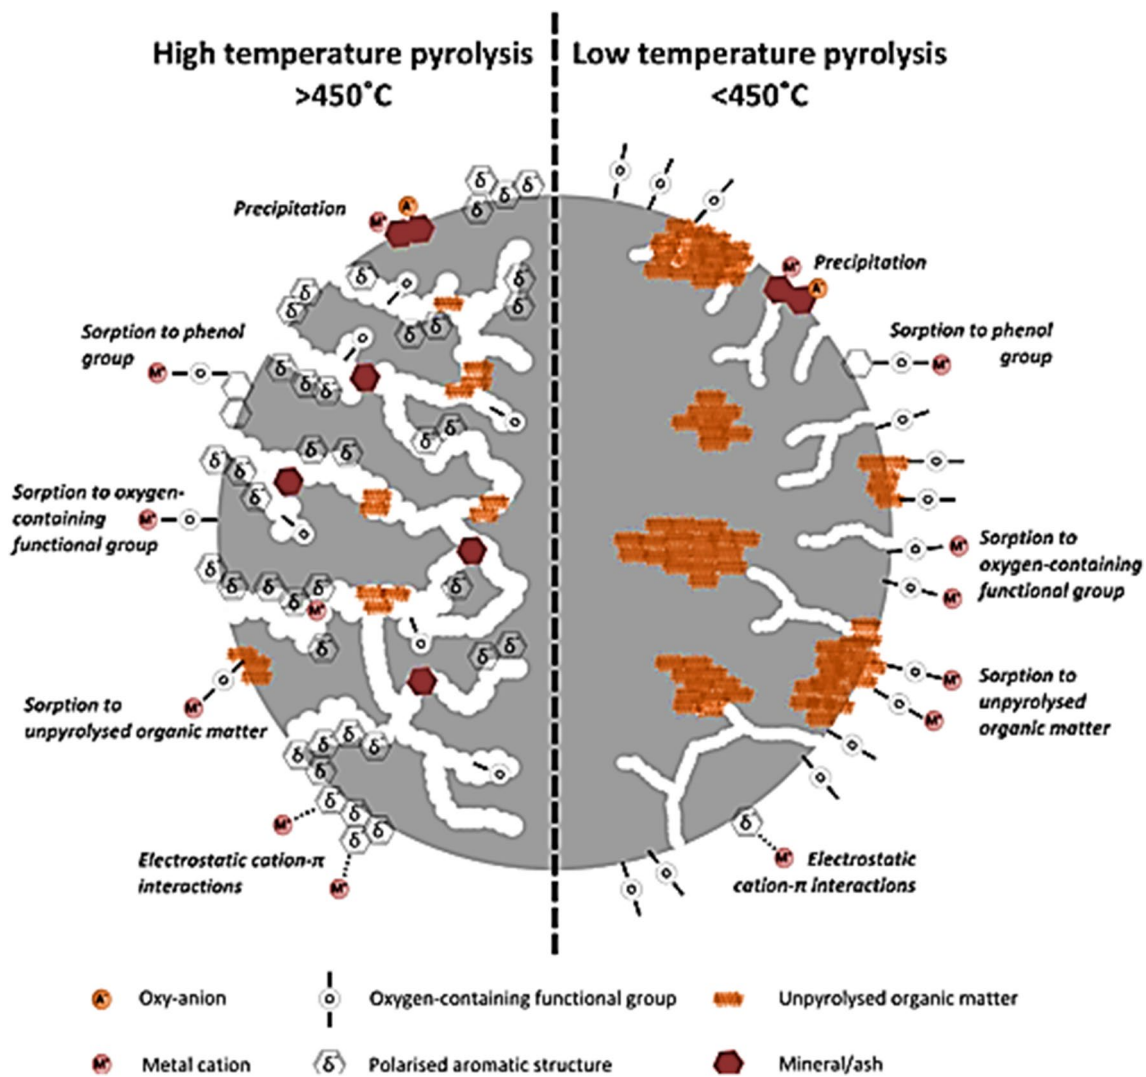 High temperature pyrolysis
>450°C
Low temperature pyrolysis
<450°C
Precipitation
Sorption to phenol
group
Sorption to oxygen-
containing
functional group
Sorption to
unpyrolysed organic matter
Electrostatic cation-π
interactions
Precipitation
Sorption to phenol
group
Sorption to
oxygen-containing
functional group
Sorption to
unpyrolysed
organic matter
Electrostatic
cation-π interactions
A⁻ Oxy-anion
O Oxygen-containing functional group
Unpyrolysed organic matter
M⁺ Metal cation
δ⁻ Polarised aromatic structure
Mineral/ash